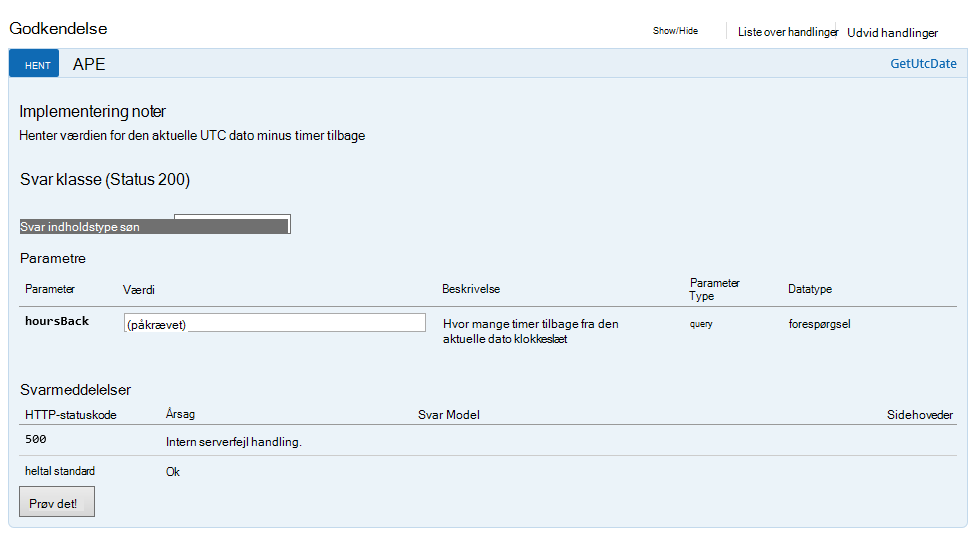 Godkendelse
Show/Hide
Liste over handlinger
Udvid handlinger
HENT
APE
GetUtcDate
Implementering noter
Henter værdien for den aktuelle UTC dato minus timer tilbage
Svar klasse (Status 200)
Svar indholdstype søn
Parametre
Parameter
Værdi
Beskrivelse
Parameter
Type
Datatype
hoursBack
(påkrævet)
Hvor mange timer tilbage fra den
aktuelle dato klokkeslæt
query
forespørgsel
Svarmeddelelser
HTTP-statuskode
Årsag
Svar Model
Sidehoveder
500
Intern serverfejl handling.
heltal standard
Ok
Prøv det!